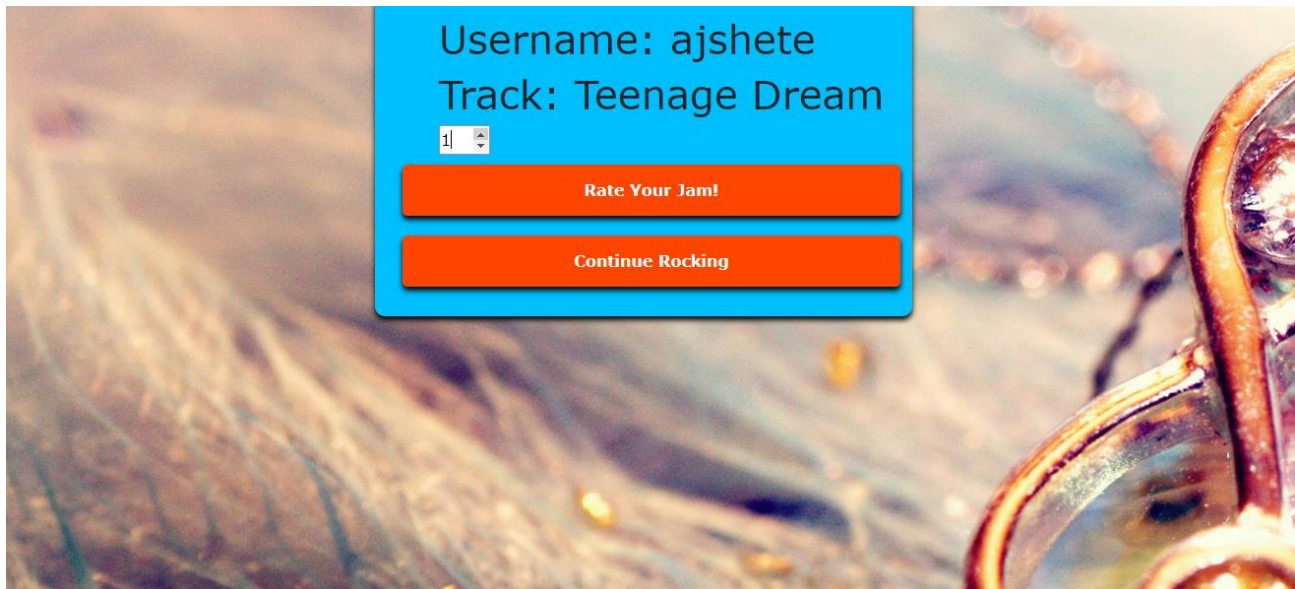 Username: ajshete
Track: Teenage Dream
1
Rate Your Jam!
Continue Rocking